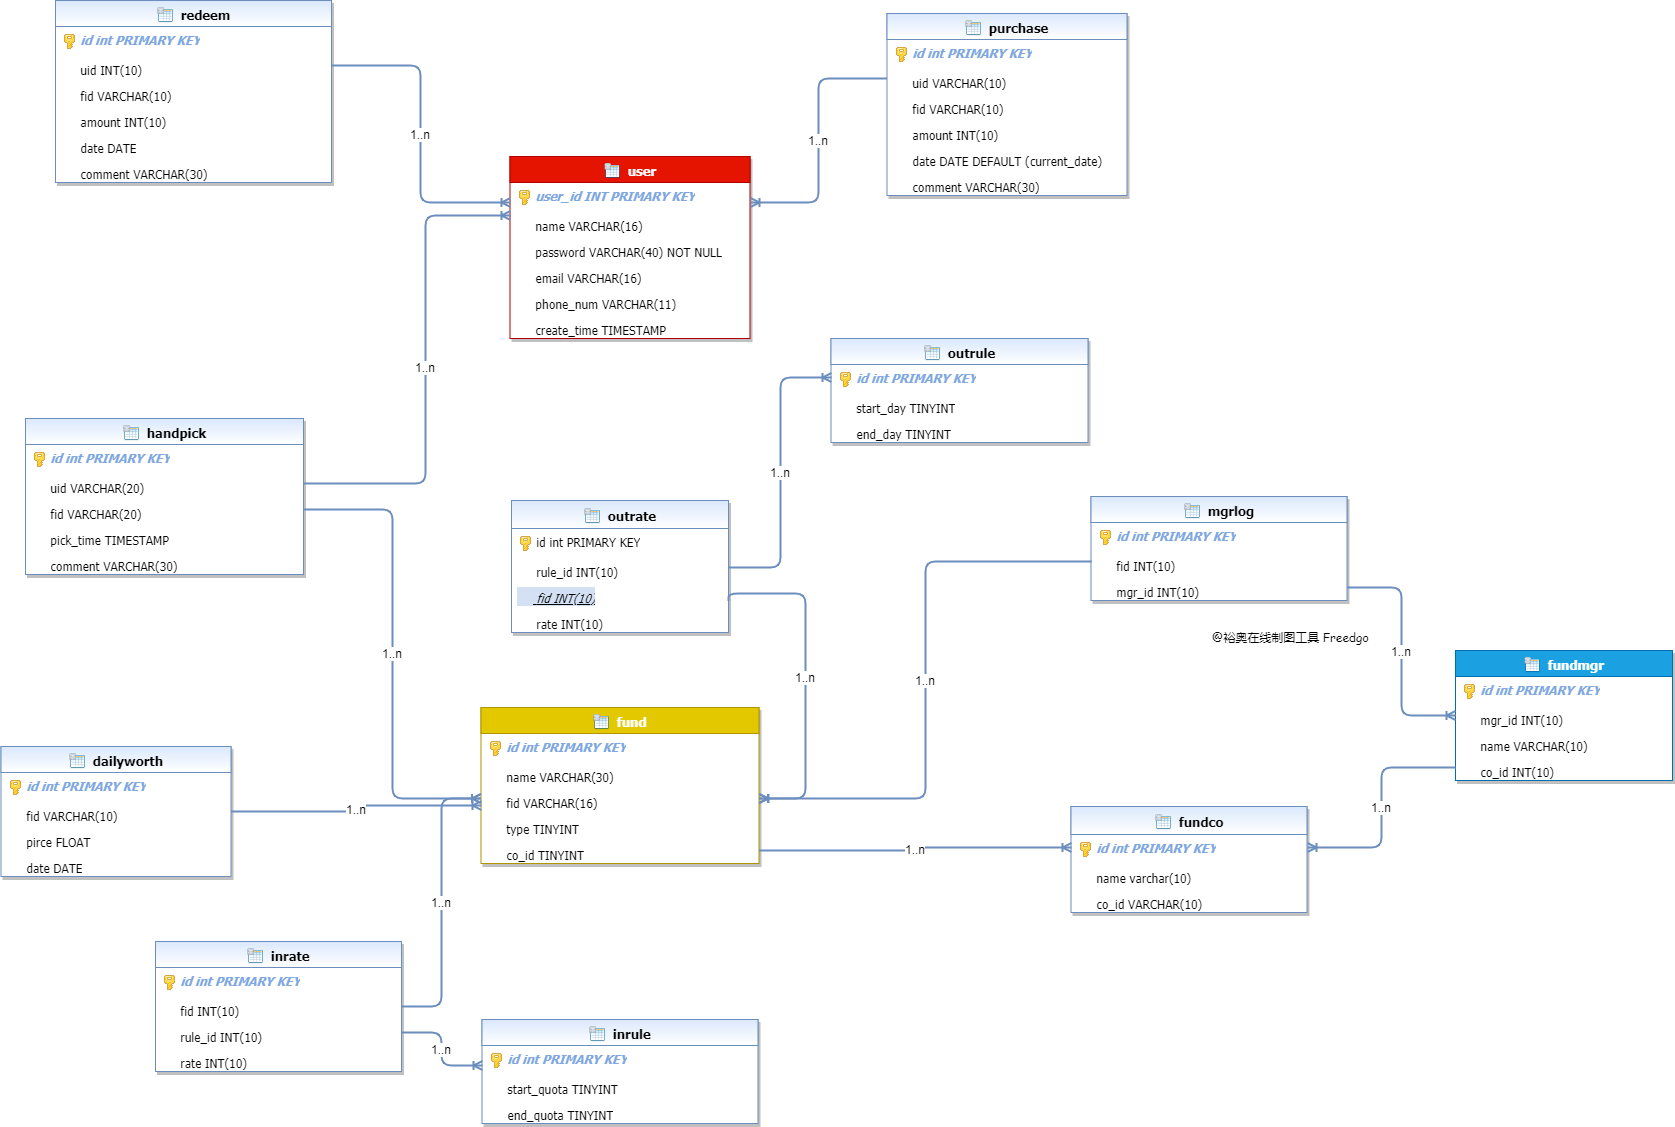 redeem
id int PRIMARY KEY
uid INT(10)
fid VARCHAR(10)
amount INT(10)
date DATE
comment VARCHAR(30)
purchase
id int PRIMARY KEY
uid VARCHAR(10)
fid VARCHAR(10)
amount INT(10)
date DATE DEFAULT (current_date)
comment VARCHAR(30)
1..n
1..n
user
user_id INT PRIMARY KEY
name VARCHAR(16)
password VARCHAR(40) NOT NULL
email VARCHAR(16)
phone_num VARCHAR(11)
create_time TIMESTAMP
1..n
outrule
id int PRIMARY KEY
start_day TINYINT
end_day TINYINT
handpick
id int PRIMARY KEY
uid VARCHAR(20)
fid VARCHAR(20)
pick_time TIMESTAMP
comment VARCHAR(30)
1..n
outrate
id int PRIMARY KEY
rule_id INT(10)
fid INT(10)
rate INT(10)
mgrlog
id int PRIMARY KEY
fid INT(10)
mgr_id INT(10)
@裕奥在线制图工具 Freedgo
1..n
1..n
1..n
1..n
fundmgr
id int PRIMARY KEY
mgr_id INT(10)
name VARCHAR(10)
co_id INT(10)
fund
id int PRIMARY KEY
name VARCHAR(30)
fid VARCHAR(16)
type TINYINT
co_id TINYINT
dailyworth
id int PRIMARY KEY
fid VARCHAR(10)
pirce FLOAT
date DATE
1..n
1..n
1..n
fundco
id int PRIMARY KEY
name varchar(10)
co_id VARCHAR(10)
1..n
inrate
id int PRIMARY KEY
fid INT(10)
rule_id INT(10)
rate INT(10)
1..n
inrule
id int PRIMARY KEY
start_quota TINYINT
end_quota TINYINT